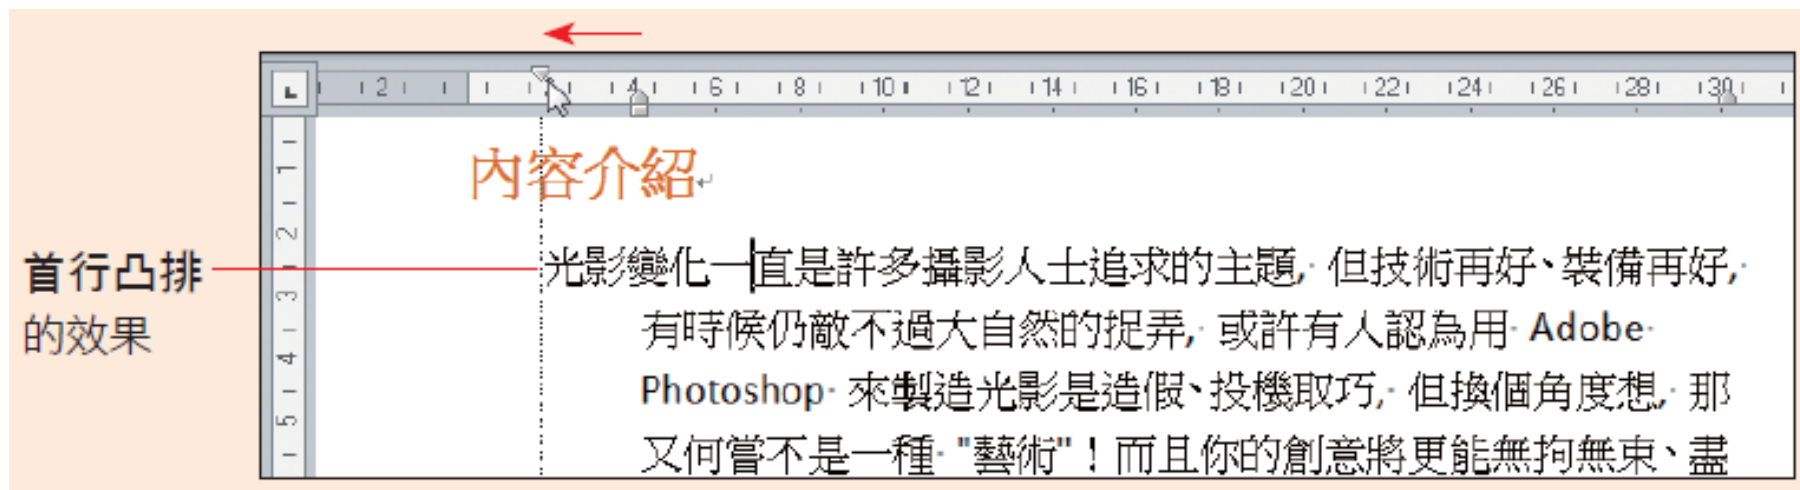 2 2 4 6 8 10 12 14 16 18 20 22 24 26 28 30
內容介紹
光影變化一直是許多攝影人士追求的主題, 但技術再好、裝備再好,
有時候仍敵不過大自然的捉弄, 或許有人認為用 Adobe
Photoshop 來製造光影是造假、投機取巧, 但換個角度想, 那
又何嘗不是一種 "藝術"！而且你的創意將更能無拘無束、盡
首行凸排
的效果
1
2
3
4
5